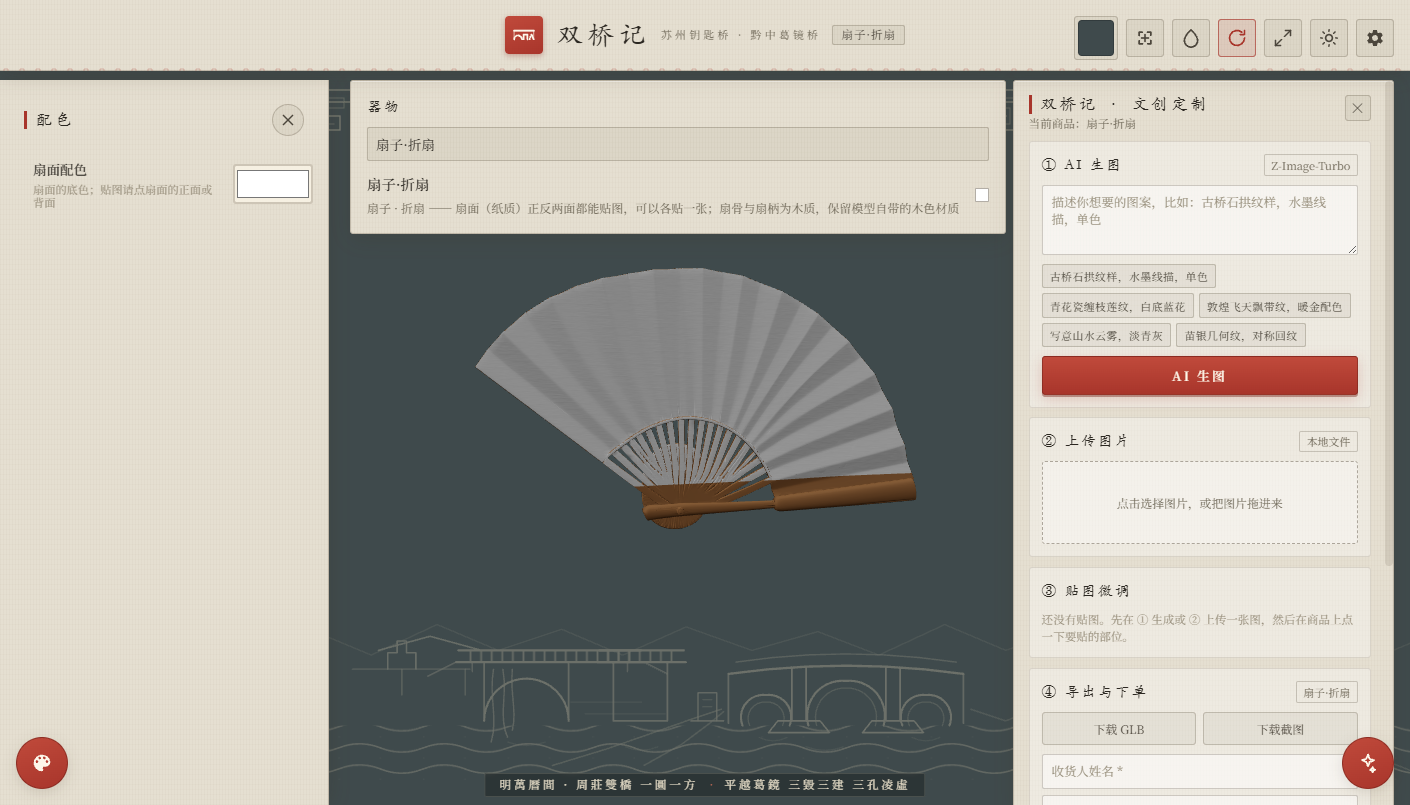 双桥记
苏州钥匙桥 · 黔中葛镜桥
扇子·折扇
配色
扇面配色
扇面的底色；贴图请点扇面的正面或
背面
器物
扇子·折扇
扇子·折扇
扇子 · 折扇 —— 扇面（纸质）正反两面都能贴图，可以各贴一张；扇骨与扇柄为木质，保留模型自带的木色材质
明萬曆間 · 周莊雙橋 一圓一方 · 平越葛鏡 三毀三建 三孔凌虛
双桥记 · 文创定制
当前商品：扇子·折扇
① AI 生图
Z-Image-Turbo
描述你想要的图案，比如：古桥石拱纹样，水墨线
描，单色
古桥石拱纹样，水墨线描，单色
青花瓷缠枝莲纹，白底蓝花
敦煌飞天飘带纹，暖金配色
写意山水云雾，淡青灰
苗银几何纹，对称回纹
AI 生图
② 上传图片
本地文件
点击选择图片，或把图片拖进来
③ 贴图微调
还没有贴图。先在 ① 生成或 ② 上传一张图，然后在商品上点
一下要贴的部位。
④ 导出与下单
扇子·折扇
下载 GLB
下载截图
收货人姓名 *